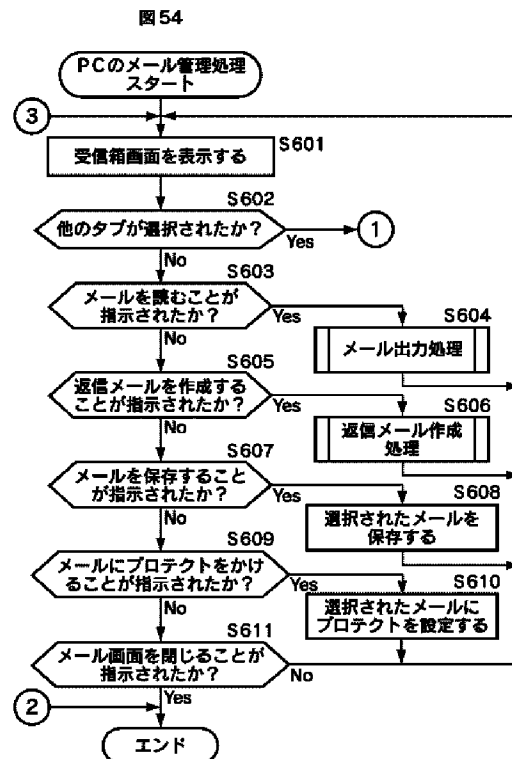 図54
PCのメール管理処理
スタート
3
受信箱画面を表示する
S601
S602
他のタブが選択されたか?
Yes
1
No
S603
メールを読むことが
指示されたか?
Yes
S604
メール出力処理
No
S605
返信メールを作成する
ことが指示されたか?
Yes
S606
返信メール作成
処理
No
S607
メールを保存すること
が指示されたか?
Yes
S608
選択されたメールを
保存する
No
S609
メールにプロテクトをかけ
ることが指示されたか?
Yes
S610
選択されたメールに
プロテクトを設定する
No
S611
メール画面を閉じることが
指示されたか?
No
Yes
2
エンド